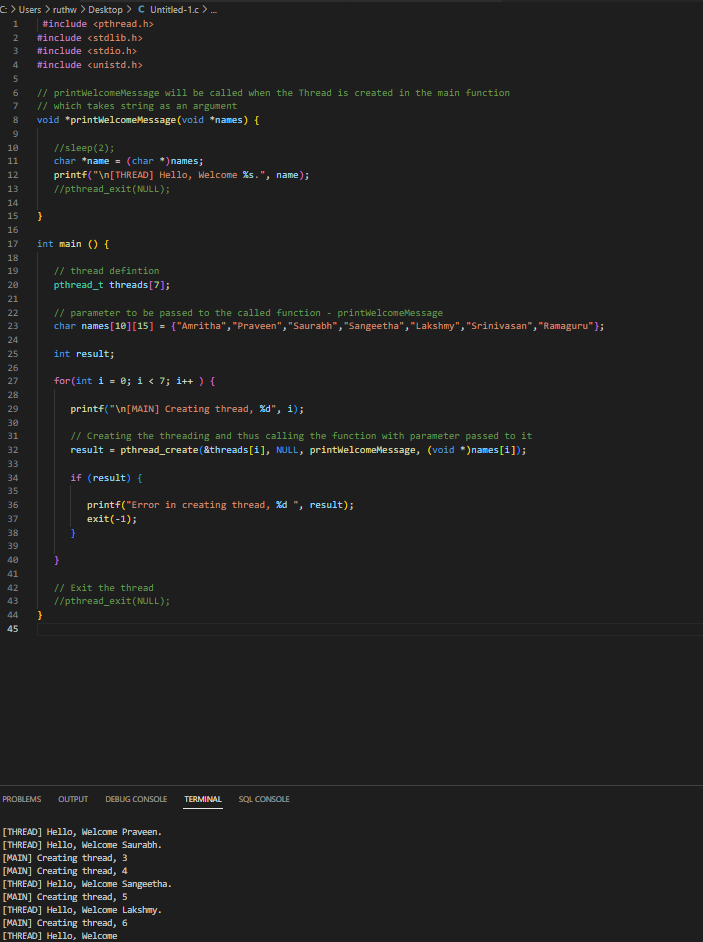 C: > Users > ruthw > Desktop > C Untitled-1.c > ...
1 #include <pthread.h>
2 #include <stdlib.h>
3 #include <stdio.h>
4 #include <unistd.h>
5
6 // printWelcomeMessage will be called when the Thread is created in the main function
7 // which takes string as an argument
8 void *printWelcomeMessage(void *names) {
9
10 //sleep(2);
11 char *name = (char *)names;
12 printf("\n[THREAD] Hello, Welcome %s.", name);
13 //pthread_exit(NULL);
14
15 }
16
17 int main () {
18
19 // thread defintion
20 pthread_t threads[7];
21
22 // parameter to be passed to the called function - printWelcomeMessage
23 char names[10][15] = {"Amritha","Praveen","Saurabh","Sangeetha","Lakshmy","Srinivasan","Ramaguru"};
24
25 int result;
26
27 for(int i = 0; i < 7; i++ ) {
28
29 printf("\n[MAIN] Creating thread, %d", i);
30
31 // Creating the threading and thus calling the function with parameter passed to it
32 result = pthread_create(&threads[i], NULL, printWelcomeMessage, (void *)names[i]);
33
34 if (result) {
35
36 printf("Error in creating thread, %d ", result);
37 exit(-1);
38 }
39
40 }
41
42 // Exit the thread
43 //pthread_exit(NULL);
44 }
45
PROBLEMS OUTPUT DEBUG CONSOLE TERMINAL SQL CONSOLE
[THREAD] Hello, Welcome Praveen.
[THREAD] Hello, Welcome Saurabh.
[MAIN] Creating thread, 3
[MAIN] Creating thread, 4
[THREAD] Hello, Welcome Sangeetha.
[MAIN] Creating thread, 5
[THREAD] Hello, Welcome Lakshmy.
[MAIN] Creating thread, 6
[THREAD] Hello, Welcome